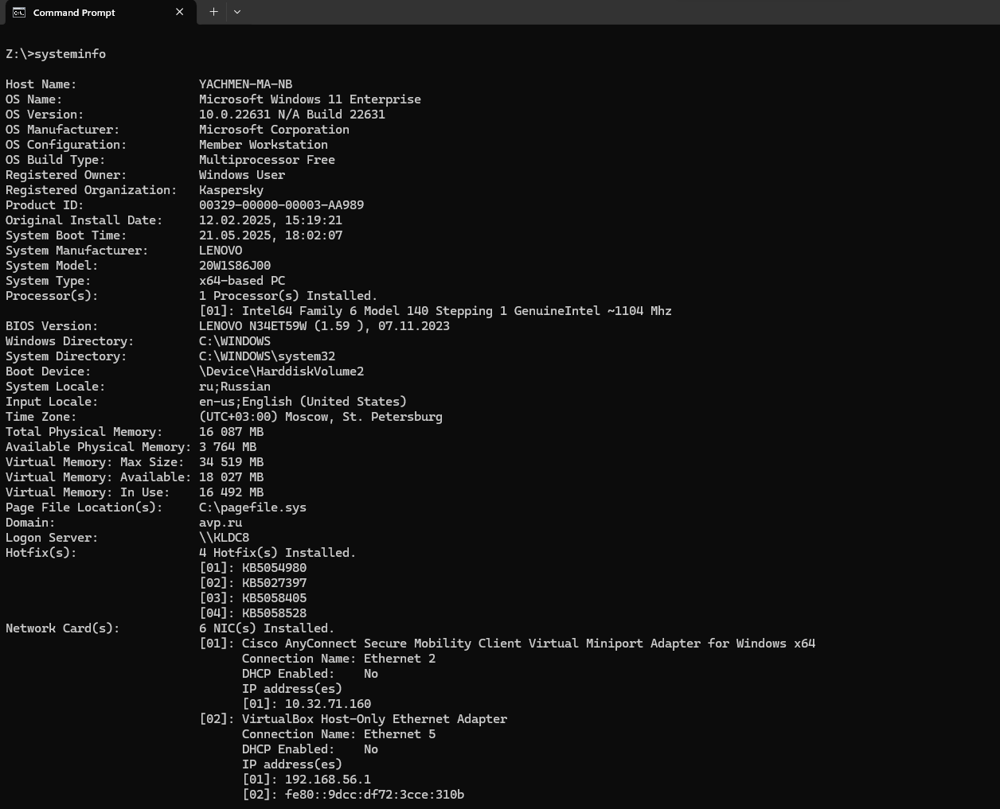 Command Prompt
Z:\>systeminfo
Host Name:                 YACHMEN-MA-NB
OS Name:                   Microsoft Windows 11 Enterprise
OS Version:                10.0.22631 N/A Build 22631
OS Manufacturer:           Microsoft Corporation
OS Configuration:          Member Workstation
OS Build Type:             Multiprocessor Free
Registered Owner:          Windows User
Registered Organization:   Kaspersky
Product ID:                00329-00000-00003-AA989
Original Install Date:     12.02.2025, 15:19:21
System Boot Time:          21.05.2025, 18:02:07
System Manufacturer:       LENOVO
System Model:              20W1S86J00
System Type:               x64-based PC
Processor(s):              1 Processor(s) Installed.
                           [01]: Intel64 Family 6 Model 140 Stepping 1 GenuineIntel ~1104 Mhz
BIOS Version:              LENOVO N34ET59W (1.59 ), 07.11.2023
Windows Directory:         C:\WINDOWS
System Directory:          C:\WINDOWS\system32
Boot Device:               \Device\HarddiskVolume2
System Locale:             ru;Russian
Input Locale:              en-us;English (United States)
Time Zone:                 (UTC+03:00) Moscow, St. Petersburg
Total Physical Memory:     16 087 MB
Available Physical Memory: 3 764 MB
Virtual Memory: Max Size:  34 519 MB
Virtual Memory: Available: 18 027 MB
Virtual Memory: In Use:    16 492 MB
Page File Location(s):     C:\pagefile.sys
Domain:                    avp.ru
Logon Server:              \\KLDC8
Hotfix(s):                 4 Hotfix(s) Installed.
                           [01]: KB5054980
                           [02]: KB5027397
                           [03]: KB5058405
                           [04]: KB5058528
Network Card(s):           6 NIC(s) Installed.
                           [01]: Cisco AnyConnect Secure Mobility Client Virtual Miniport Adapter for Windows x64
                                 Connection Name: Ethernet 2
                                 DHCP Enabled:    No
                                 IP address(es)
                                 [01]: 10.32.71.160
                           [02]: VirtualBox Host-Only Ethernet Adapter
                                 Connection Name: Ethernet 5
                                 DHCP Enabled:    No
                                 IP address(es)
                                 [01]: 192.168.56.1
                                 [02]: fe80::9dcc:df72:3cce:310b